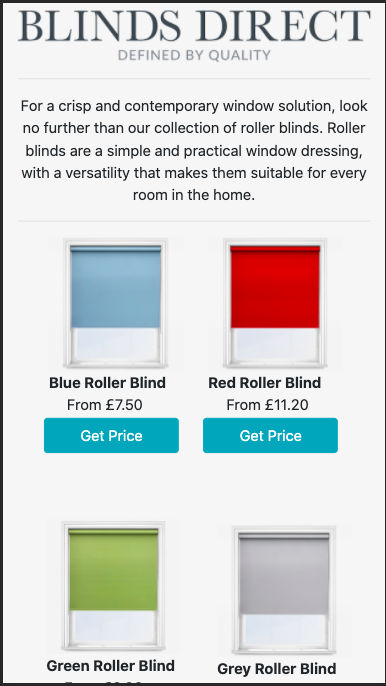 BLINDS DIRECT
DEFINED BY QUALITY
For a crisp and contemporary window solution, look
no further than our collection of roller blinds. Roller
blinds are a simple and practical window dressing,
with a versatility that makes them suitable for every
room in the home.
Blue Roller Blind
Red Roller Blind
From £7.50
From £11.20
Get Price
Get Price
Green Roller Blind
Grey Roller Blind